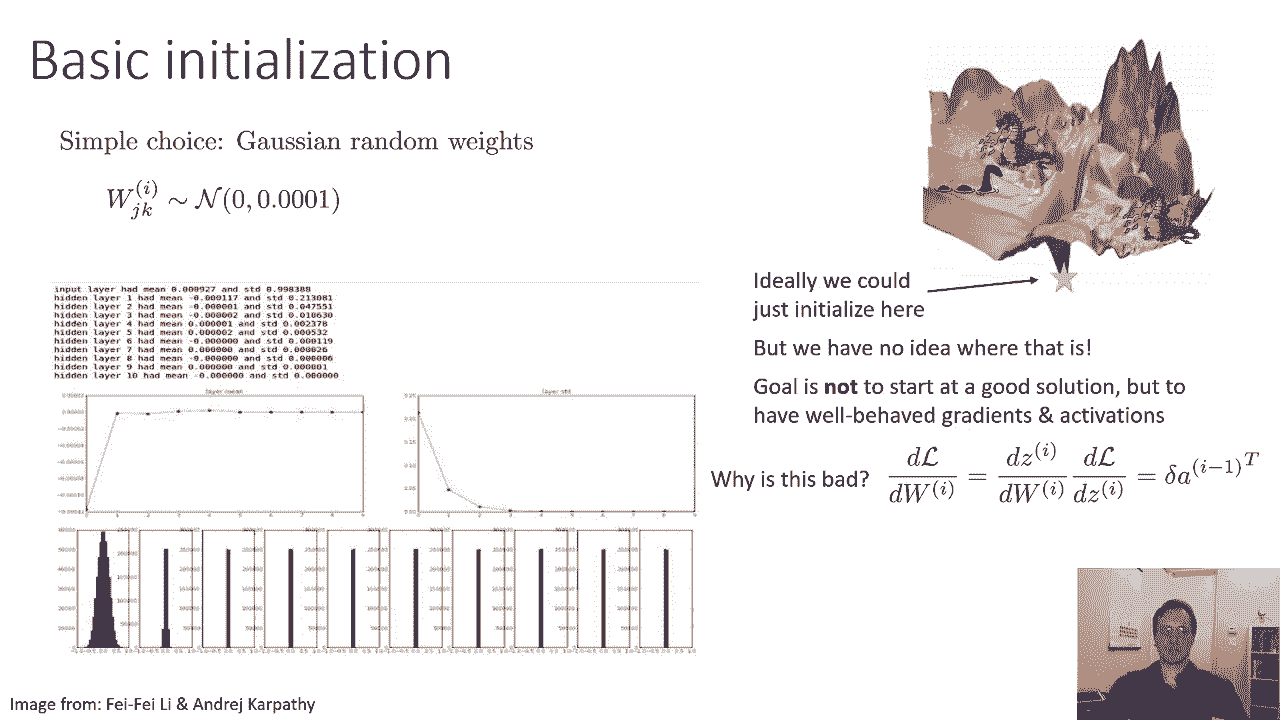 Basic initialization
Simple choice: Gaussian random weights
W_{jk}^{(i)} ∼ 𝒩(0, 0.0001)
input layer had mean 0.000927 and std 0.998388
hidden layer 1 had mean -0.000117 and std 0.213081
hidden layer 2 had mean -0.000001 and std 0.047551
hidden layer 3 had mean -0.000002 and std 0.010630
hidden layer 4 had mean 0.000001 and std 0.002378
hidden layer 5 had mean 0.000002 and std 0.000532
hidden layer 6 had mean -0.000000 and std 0.000119
hidden layer 7 had mean 0.000000 and std 0.000026
hidden layer 8 had mean -0.000000 and std 0.000006
hidden layer 9 had mean 0.000000 and std 0.000001
hidden layer 10 had mean -0.000000 and std 0.000000
layer mean
layer std
Ideally we could
just initialize here
But we have no idea where that is!
Goal is not to start at a good solution, but to
have well-behaved gradients & activations
Why is this bad? dℒ/dW^{(i)} = dz^{(i)}/dW^{(i)} dℒ/dz^{(i)} = δa^{(i−1)^T}
Image from: Fei-Fei Li & Andrej Karpathy